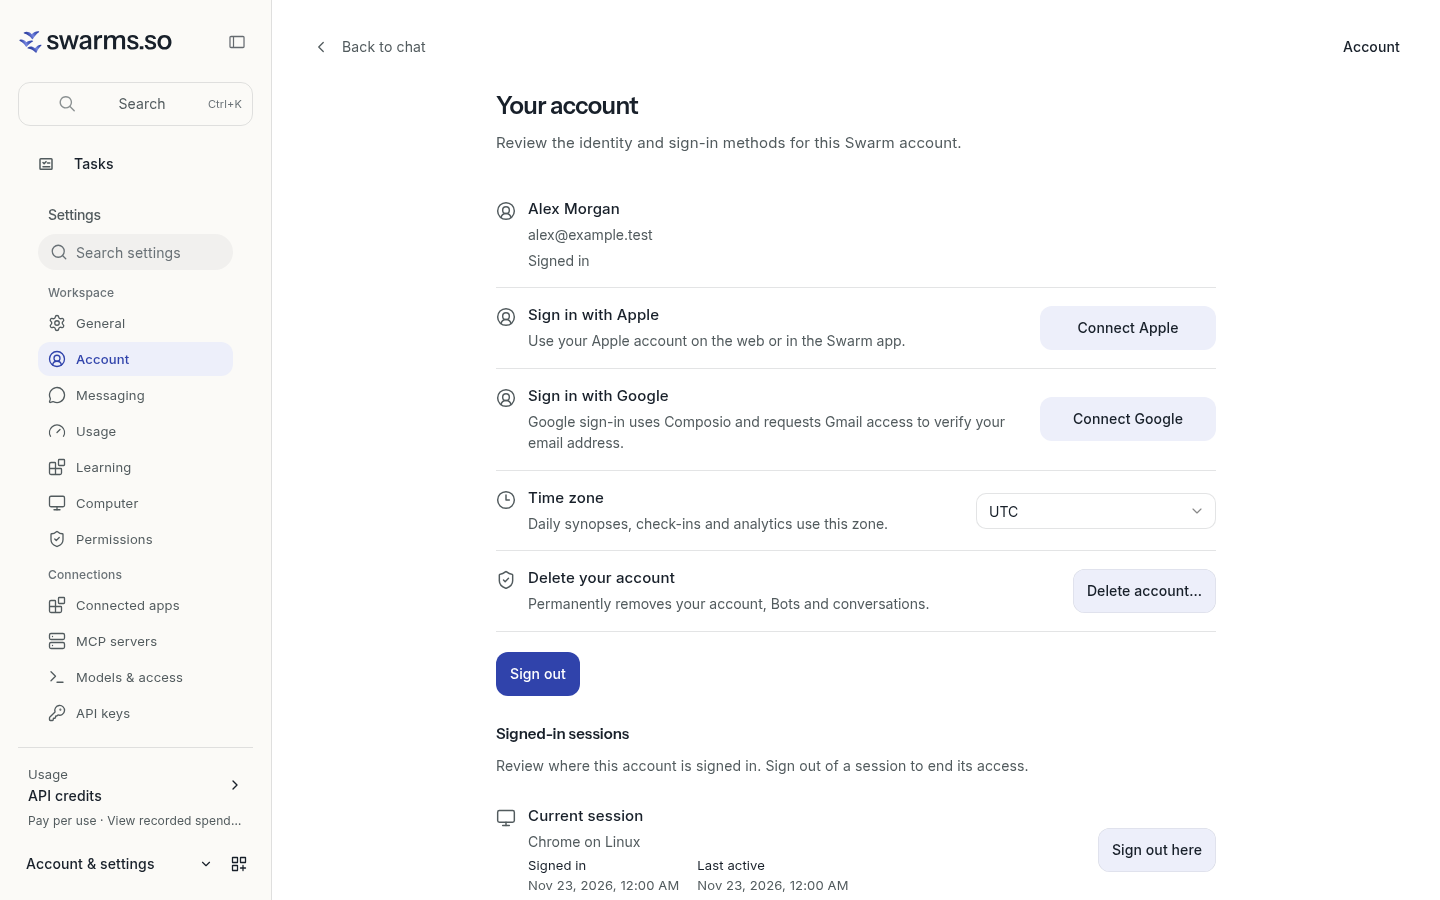 swarms.so
Search
Ctrl+K
Tasks
Settings
Search settings
Workspace
General
Account
Messaging
Usage
Learning
Computer
Permissions
Connections
Connected apps
MCP servers
Models & access
API keys
Usage
API credits
Pay per use · View recorded spend...
Account & settings
Back to chat
Account
Your account
Review the identity and sign-in methods for this Swarm account.
Alex Morgan
alex@example.test
Signed in
Sign in with Apple
Use your Apple account on the web or in the Swarm app.
Connect Apple
Sign in with Google
Google sign-in uses Composio and requests Gmail access to verify your
email address.
Connect Google
Time zone
Daily synopses, check-ins and analytics use this zone.
UTC
Delete your account
Permanently removes your account, Bots and conversations.
Delete account...
Sign out
Signed-in sessions
Review where this account is signed in. Sign out of a session to end its access.
Current session
Chrome on Linux
Signed in
Nov 23, 2026, 12:00 AM
Last active
Nov 23, 2026, 12:00 AM
Sign out here